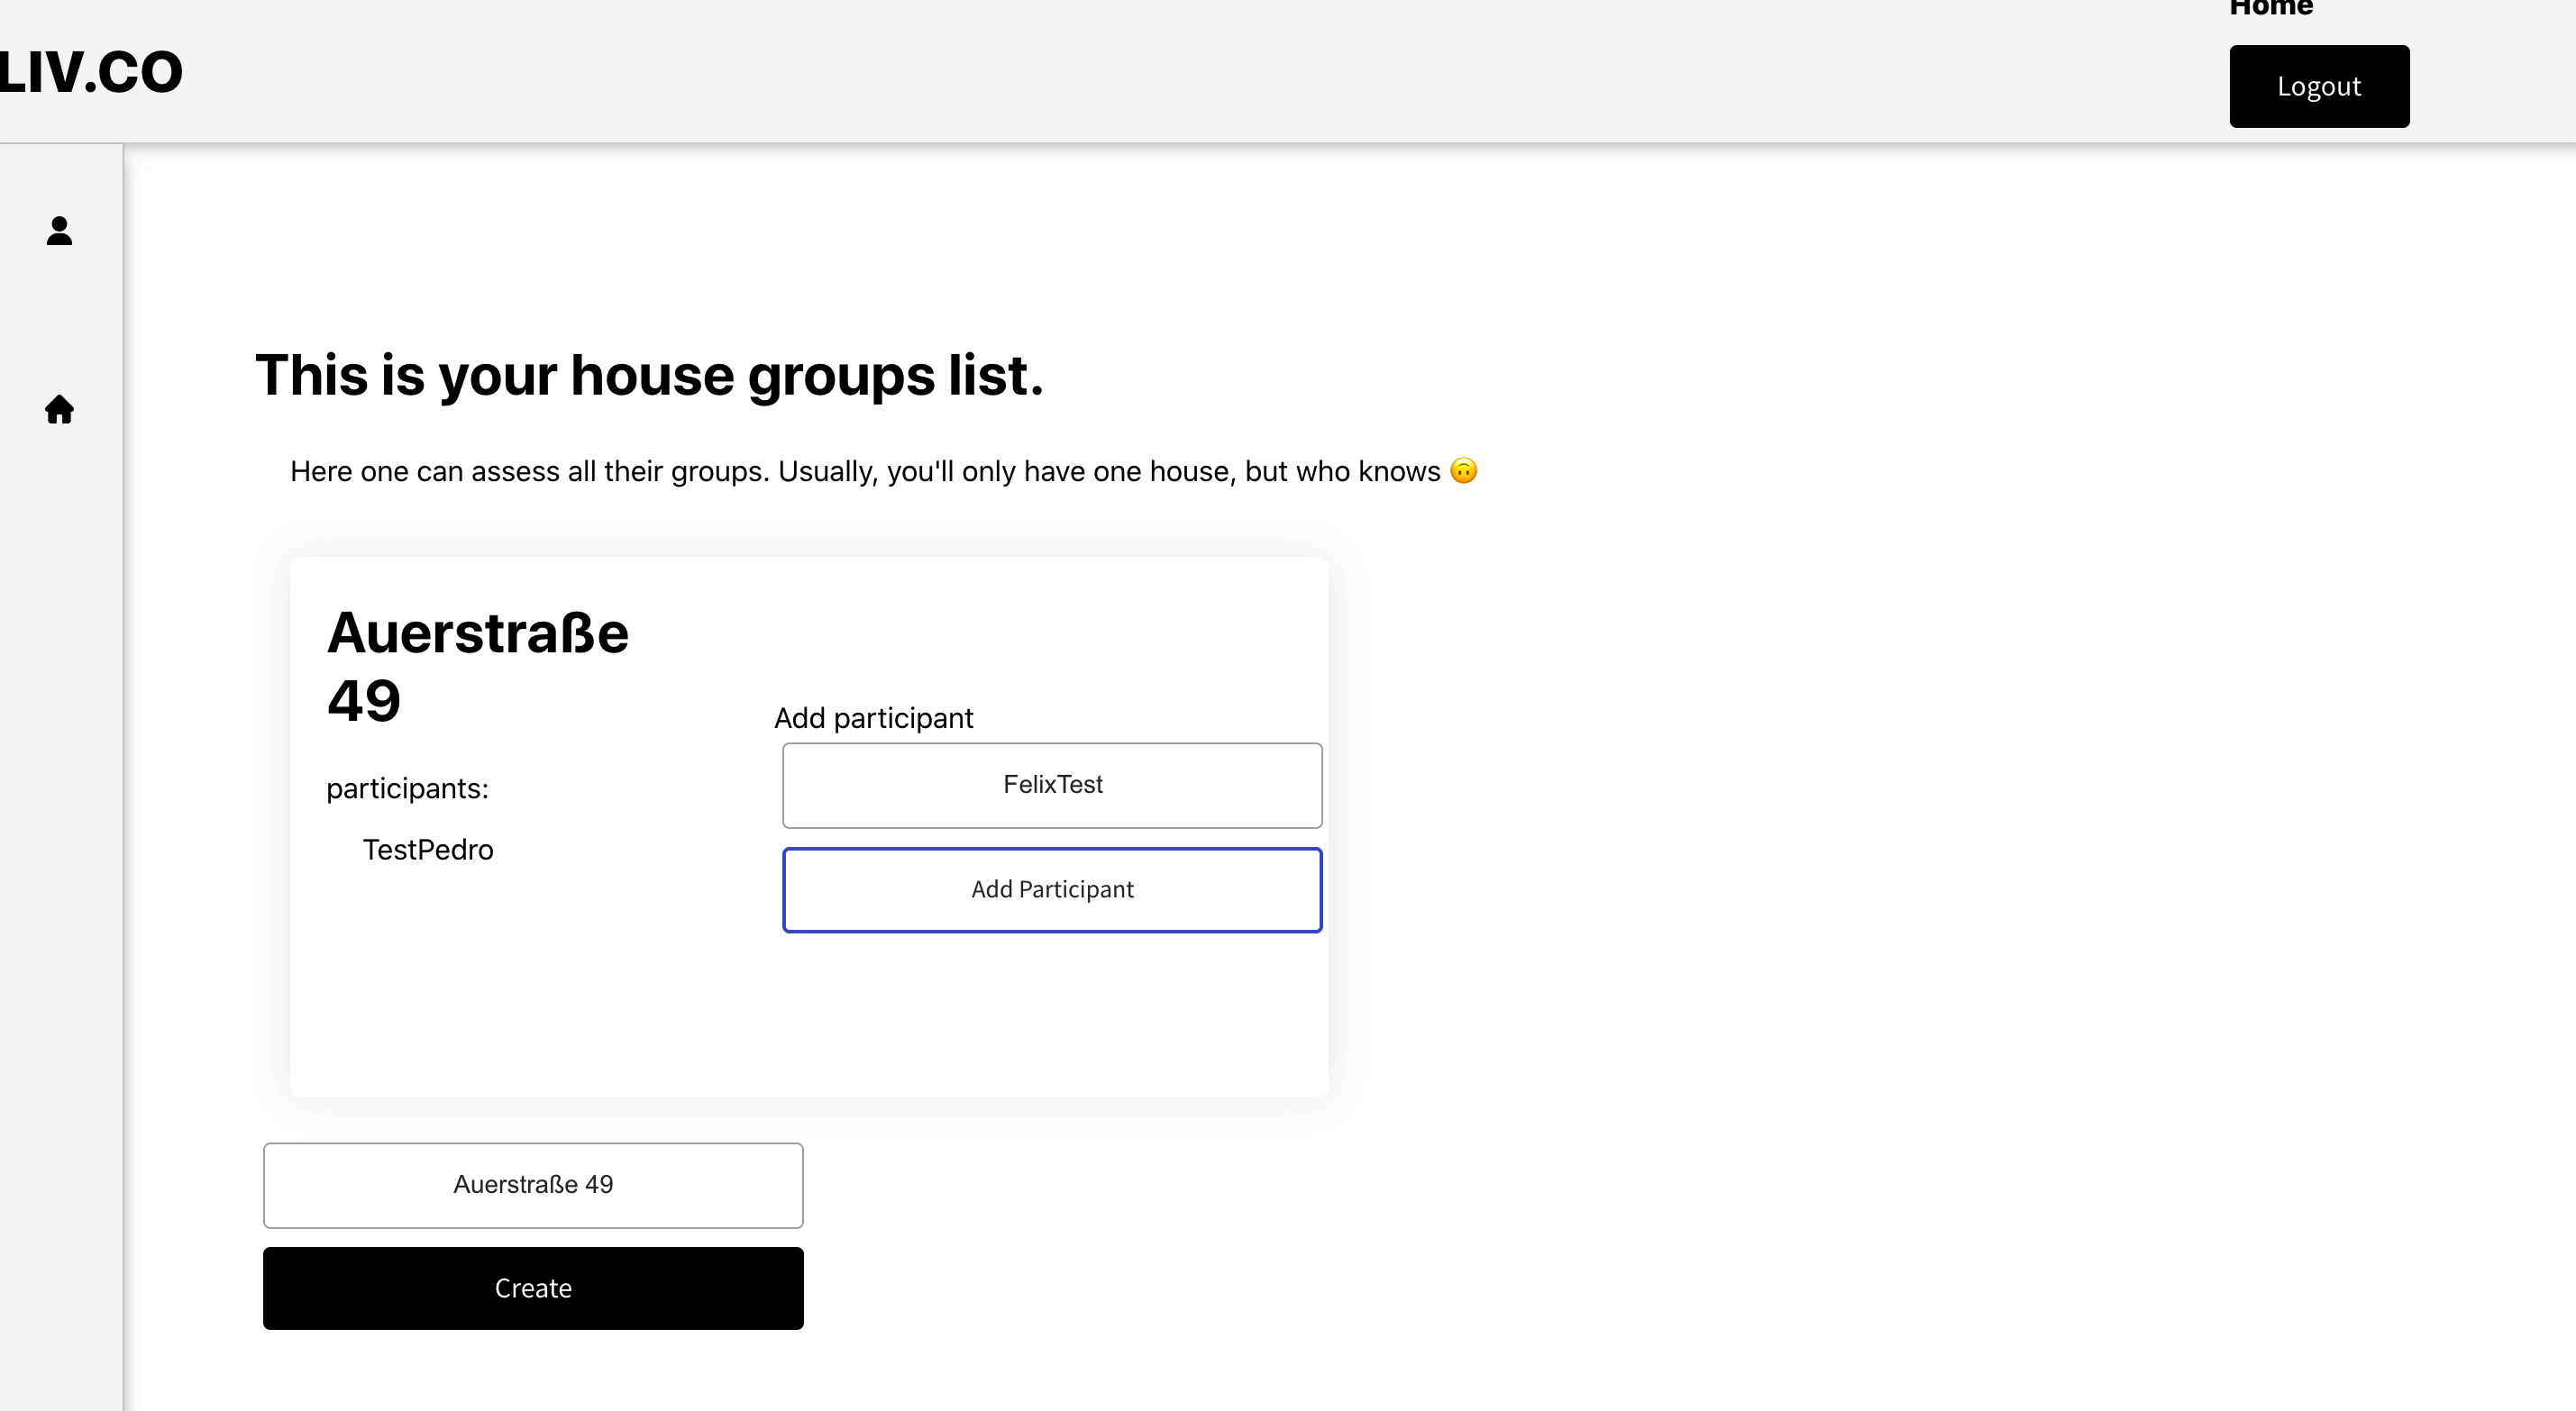 Home
LIV.CO
Logout
This is your house groups list.
Here one can assess all their groups. Usually, you'll only have one house, but who knows 🙃
Auerstraße
49
participants:
TestPedro
Add participant
FelixTest
Add Participant
Auerstraße 49
Create